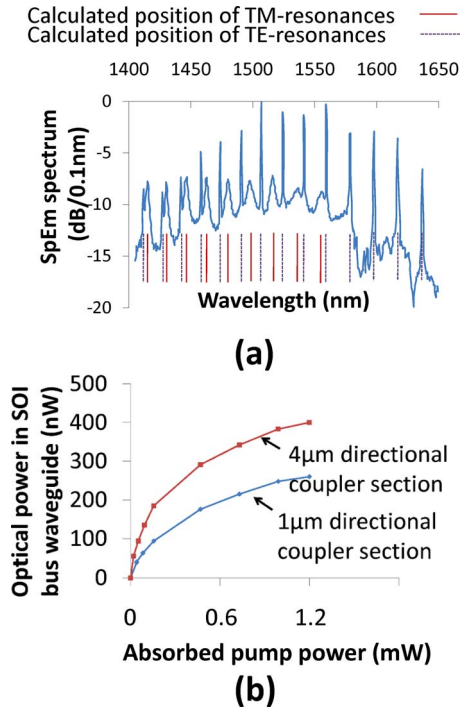 (a)
Calculated position of TM-resonances
Calculated position of TE-resonances
1400 1450 1500 1550 1600 1650
SpEm spectrum
(dB/0.1nm)
0
-5
-10
-15
-20
Wavelength (nm)
(a)
Optical power in SOI
bus waveguide (nW)
500
400
300
200
100
0
4μm directional
coupler section
1μm directional
coupler section
0 0.6 1.2
Absorbed pump power (mW)
(b)